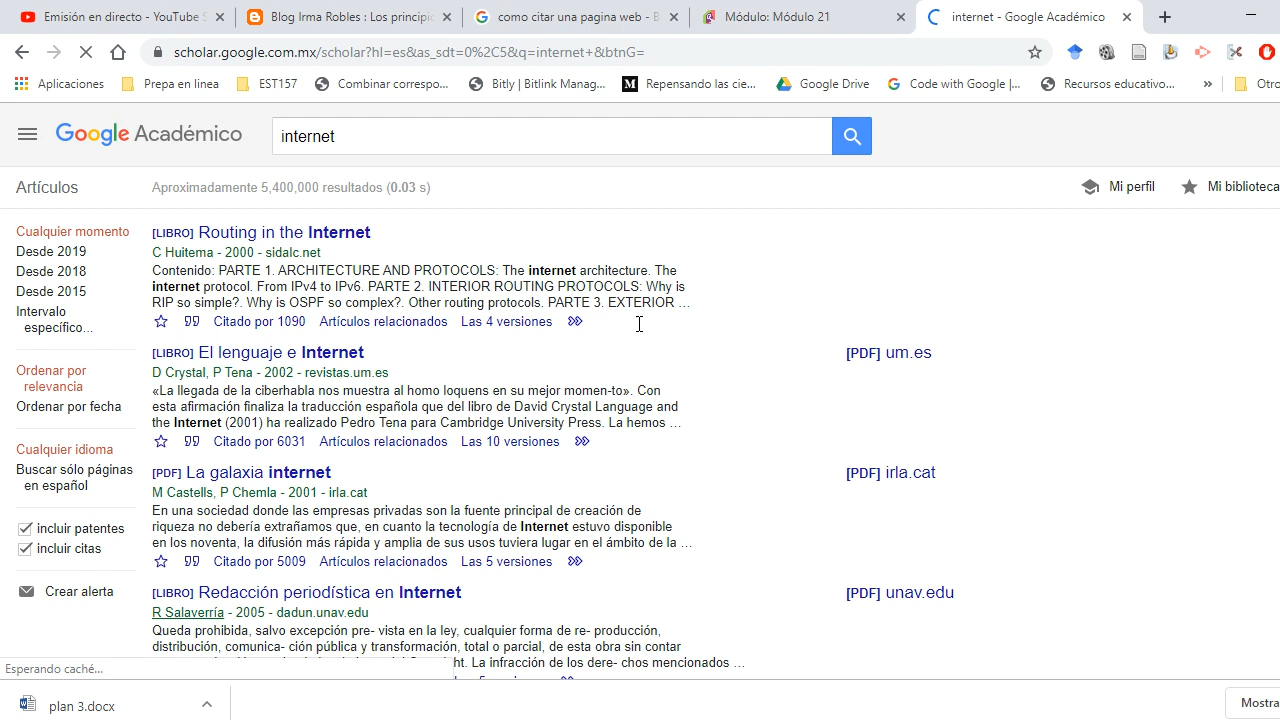 Emisión en directo - YouTube S
Blog Irma Robles : Los principi
como citar una pagina web - B
Módulo: Módulo 21
internet - Google Académico
scholar.google.com.mx/scholar?hl=es&as_sdt=0%2C5&q=internet+&btnG=
Aplicaciones
Prepa en linea
EST157
Combinar correspo...
Bitly | Bitlink Manag...
Repensando las cie...
Google Drive
Code with Google |...
Recursos educativo...
»
Otro
Google Académico
internet
Artículos
Aproximadamente 5,400,000 resultados (0.03 s)
Mi perfil
Mi biblioteca
Cualquier momento
Desde 2019
Desde 2018
Desde 2015
Intervalo
específico...
Ordenar por
relevancia
Ordenar por fecha
Cualquier idioma
Buscar sólo páginas
en español
incluir patentes
incluir citas
Crear alerta
[LIBRO] Routing in the Internet
C Huitema - 2000 - sidalc.net
Contenido: PARTE 1. ARCHITECTURE AND PROTOCOLS: The internet architecture. The
internet protocol. From IPv4 to IPv6. PARTE 2. INTERIOR ROUTING PROTOCOLS: Why is
RIP so simple?. Why is OSPF so complex?. Other routing protocols. PARTE 3. EXTERIOR ...
Citado por 1090 Artículos relacionados Las 4 versiones
[LIBRO] El lenguaje e Internet
[PDF] um.es
D Crystal, P Tena - 2002 - revistas.um.es
«La llegada de la ciberhabla nos muestra al homo loquens en su mejor momen-to». Con
esta afirmación finaliza la traducción española que del libro de David Crystal Language and
the Internet (2001) ha realizado Pedro Tena para Cambridge University Press. La hemos ...
Citado por 6031 Artículos relacionados Las 10 versiones
[PDF] La galaxia internet
[PDF] irla.cat
M Castells, P Chemla - 2001 - irla.cat
En una sociedad donde las empresas privadas son la fuente principal de creación de
riqueza no debería extrañarnos que, en cuanto la tecnología de Internet estuvo disponible
en los noventa, la difusión más rápida y amplia de sus usos tuviera lugar en el ámbito de la ...
Citado por 5009 Artículos relacionados Las 5 versiones
[LIBRO] Redacción periodística en Internet
[PDF] unav.edu
R Salaverría - 2005 - dadun.unav.edu
Queda prohibida, salvo excepción pre- vista en la ley, cualquier forma de re- producción,
distribución, comunica- ción pública y transformación, total o parcial, de esta obra sin contar
La infracción de los dere- chos mencionados ...
Esperando caché...
plan 3.docx
Mostra